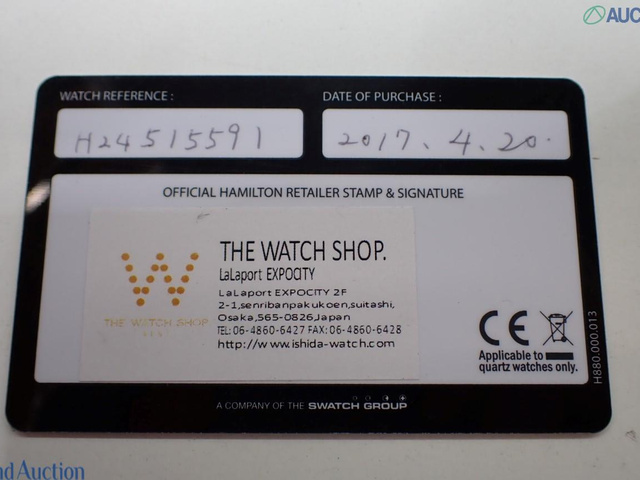 AUC
WATCH REFERENCE :
DATE OF PURCHASE :
H24515591
2017. 4. 20.
OFFICIAL HAMILTON RETAILER STAMP & SIGNATURE
THE WATCH SHOP.
LaLaport EXPOCITY
LaLaport EXPOCITY 2F
2-1,senribanpakukoen,suitashi,
Osaka,565-0826,Japan
TEL: 06-4860-6427 FAX: 06-4860-6428
http://www.ishida-watch.com
W
THE WATCH SHOP
CE
Applicable to
quartz watches only.
H880.000.013
A COMPANY OF THE SWATCH GROUP
nd Auction